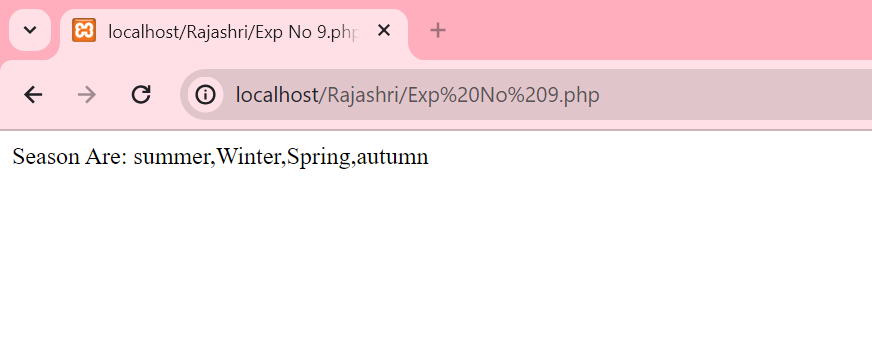 localhost/Rajashri/Exp No 9.php
localhost/Rajashri/Exp%20No%209.php
Season Are: summer,Winter,Spring,autumn